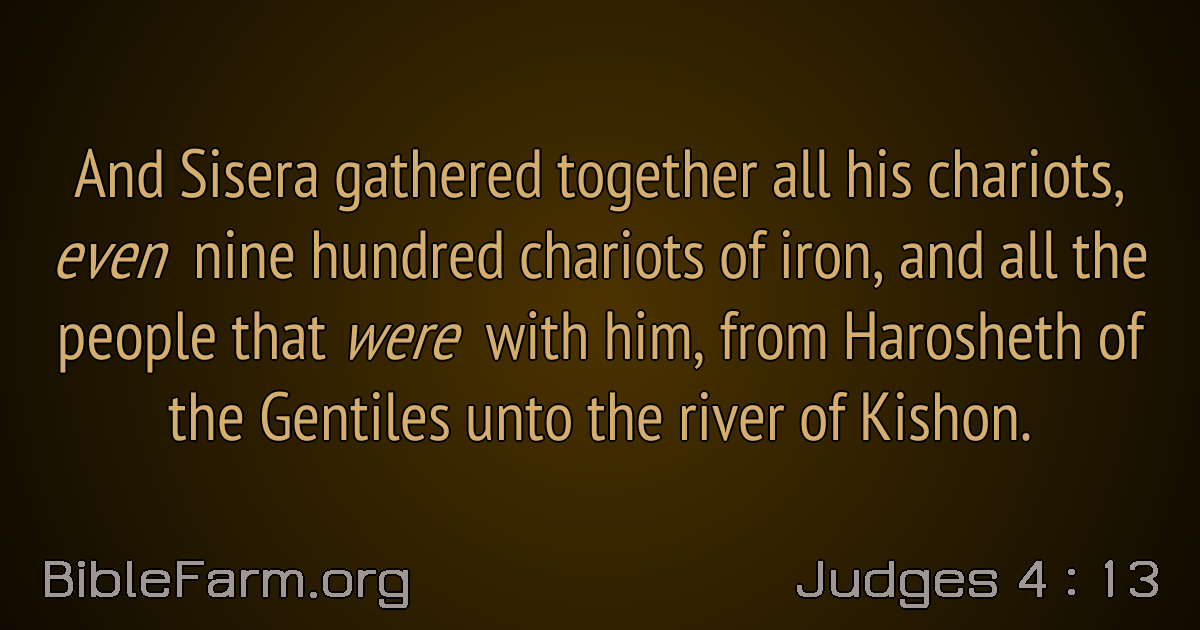 And Sisera gathered together all his chariots,
even nine hundred chariots of iron, and all the
people that were with him, from Harosheth of
the Gentiles unto the river of Kishon.
BibleFarm.org
Judges 4 : 13